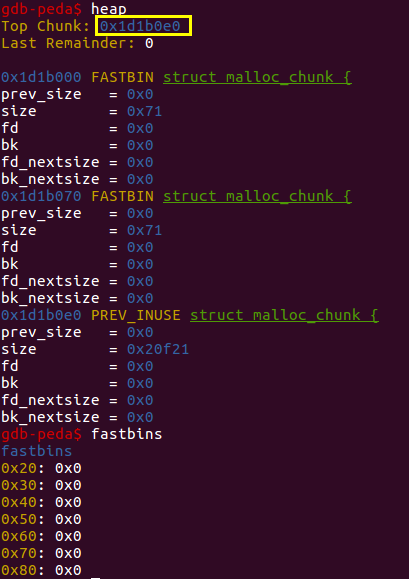 gdb-peda$ heap
Top Chunk: 0x1d1b0e0
Last Remainder: 0
0x1d1b000 FASTBIN struct malloc_chunk {
prev_size   = 0x0
size        = 0x71
fd          = 0x0
bk          = 0x0
fd_nextsize = 0x0
bk_nextsize = 0x0
0x1d1b070 FASTBIN struct malloc_chunk {
prev_size   = 0x0
size        = 0x71
fd          = 0x0
bk          = 0x0
fd_nextsize = 0x0
bk_nextsize = 0x0
0x1d1b0e0 PREV_INUSE struct malloc_chunk {
prev_size   = 0x0
size        = 0x20f21
fd          = 0x0
bk          = 0x0
fd_nextsize = 0x0
bk_nextsize = 0x0
gdb-peda$ fastbins
fastbins
0x20: 0x0
0x30: 0x0
0x40: 0x0
0x50: 0x0
0x60: 0x0
0x70: 0x0
0x80: 0x0